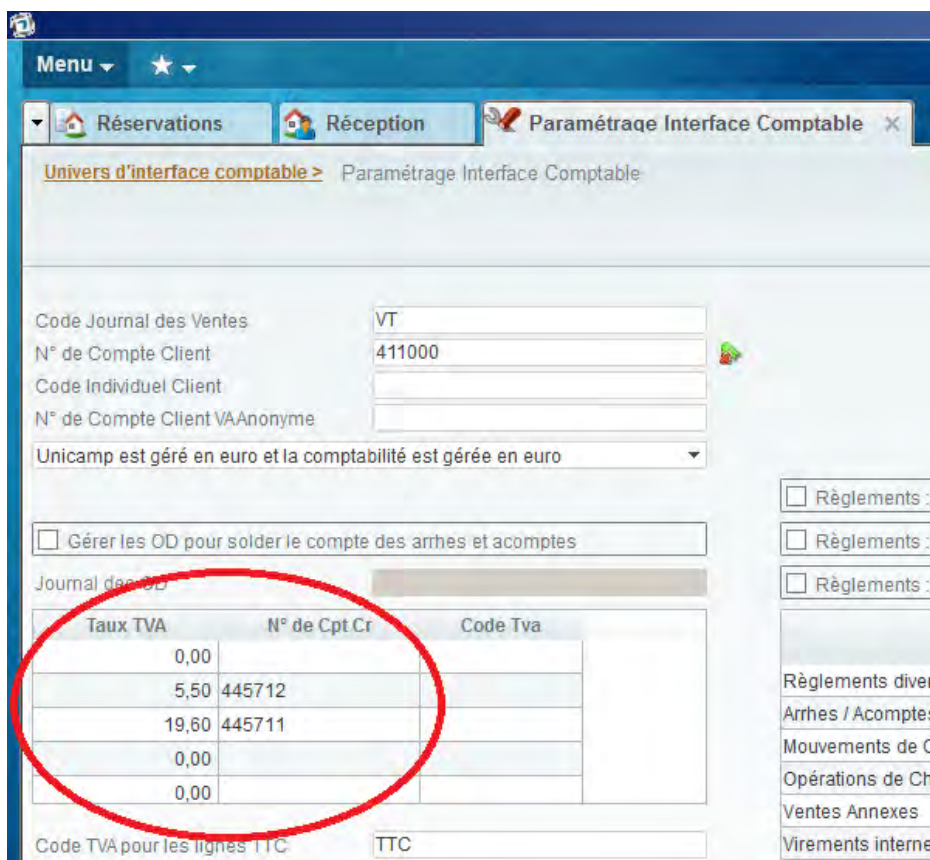 Menu
Réservations Réception Paramétrage Interface Comptable
Univers d'interface comptable > Paramétrage Interface Comptable
Code Journal des Ventes VT
N° de Compte Client 411000
Code Individuel Client
N° de Compte Client VAAnonyme
Unicamp est géré en euro et la comptabilité est gérée en euro
Règlements :
Gérer les OD pour solder le compte des arrhes et acomptes
Règlements :
Journal des OD
Règlements :
Taux TVA N° de Cpt Cr Code Tva
0,00
5,50 445712
Règlements diver
19,60 445711
Arrhes / Acomptes
0,00
Mouvements de C
0,00
Opérations de Ch
Ventes Annexes
Code TVA pour les lignes TTC TTC
Virements interne